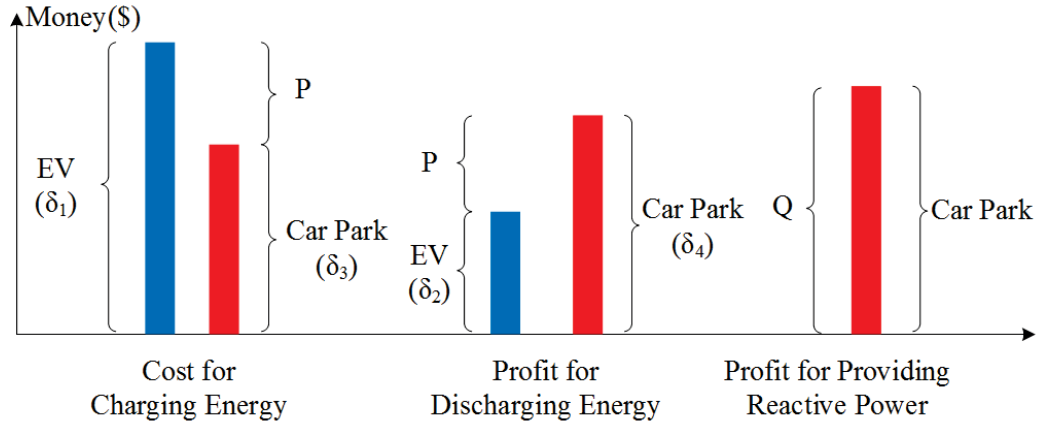 Money($)
EV
(δ₁)
P
Car Park
(δ₃)
P
EV
(δ₂)
Car Park
(δ₄)
Q
Car Park
Cost for
Charging Energy
Profit for
Discharging Energy
Profit for Providing
Reactive Power